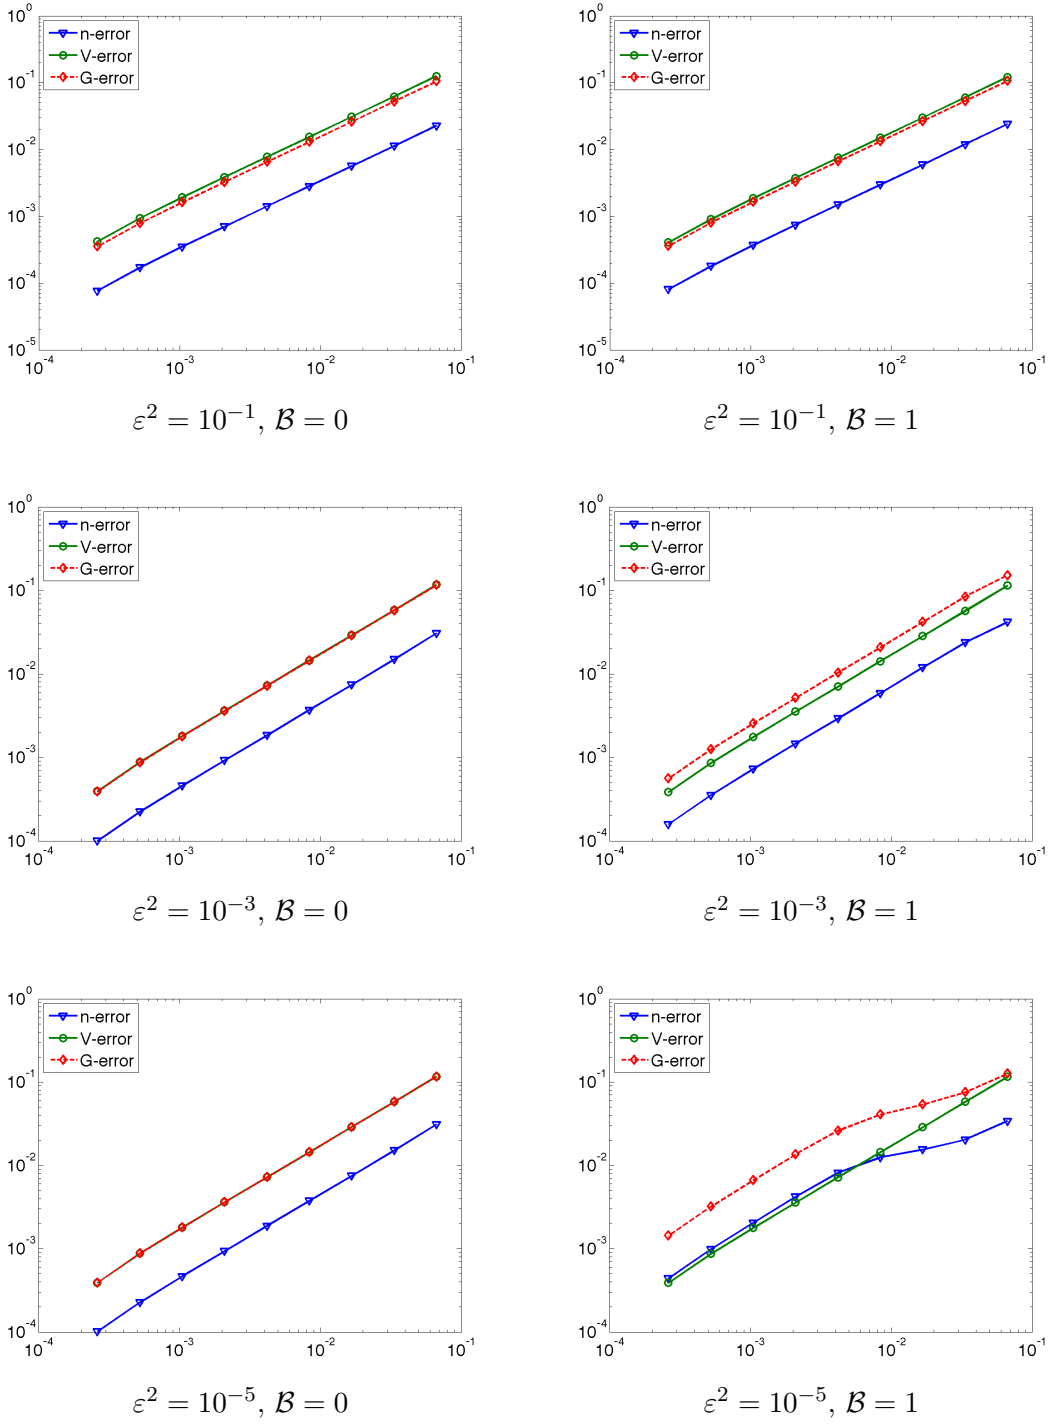 10^0 10^0
n-error n-error
V-error V-error
10^-1 G-error 10^-1 G-error
10^-2 10^-2
10^-3 10^-3
10^-4 10^-4
10^-5 10^-5
10^-4 10^-3 10^-2 10^-1 10^-4 10^-3 10^-2 10^-1
ε^2 = 10^-1, ℬ = 0 ε^2 = 10^-1, ℬ = 1
10^0 10^0
n-error n-error
V-error V-error
10^-1 G-error 10^-1 G-error
10^-2 10^-2
10^-3 10^-3
10^-4 10^-4
10^-4 10^-3 10^-2 10^-1 10^-4 10^-3 10^-2 10^-1
ε^2 = 10^-3, ℬ = 0 ε^2 = 10^-3, ℬ = 1
10^0 10^0
n-error n-error
V-error V-error
10^-1 G-error 10^-1 G-error
10^-2 10^-2
10^-3 10^-3
10^-4 10^-4
10^-4 10^-3 10^-2 10^-1 10^-4 10^-3 10^-2 10^-1
ε^2 = 10^-5, ℬ = 0 ε^2 = 10^-5, ℬ = 1